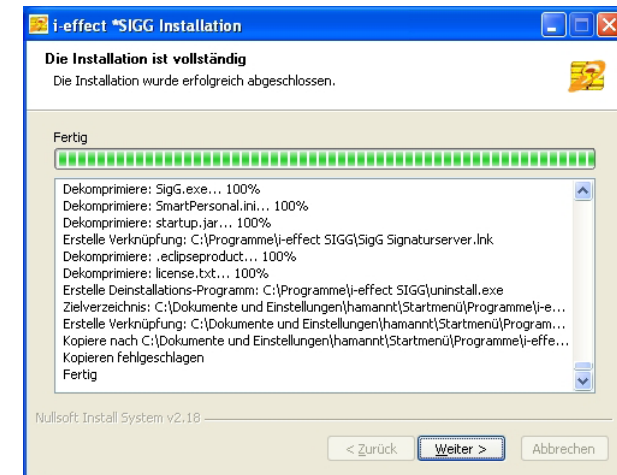 i-effect *SIGG Installation
Die Installation ist vollständig
Die Installation wurde erfolgreich abgeschlossen.
Fertig
Dekomprimiere: SigG.exe... 100%
Dekomprimiere: SmartPersonal.ini... 100%
Dekomprimiere: startup.jar... 100%
Erstelle Verknüpfung: C:\Programme\i-effect SIGG\SigG Signaturserver.lnk
Dekomprimiere: .eclipseproduct... 100%
Dekomprimiere: license.txt... 100%
Erstelle Deinstallations-Programm: C:\Programme\i-effect SIGG\uninstall.exe
Zielverzeichnis: C:\Dokumente und Einstellungen\hamannt\Startmenü\Programme\i-e...
Erstelle Verknüpfung: C:\Dokumente und Einstellungen\hamannt\Startmenü\Program...
Kopiere nach C:\Dokumente und Einstellungen\hamannt\Startmenü\Programme\i-effe...
Kopieren fehlgeschlagen
Fertig
Nullsoft Install System v2.18
< Zurück Weiter > Abbrechen